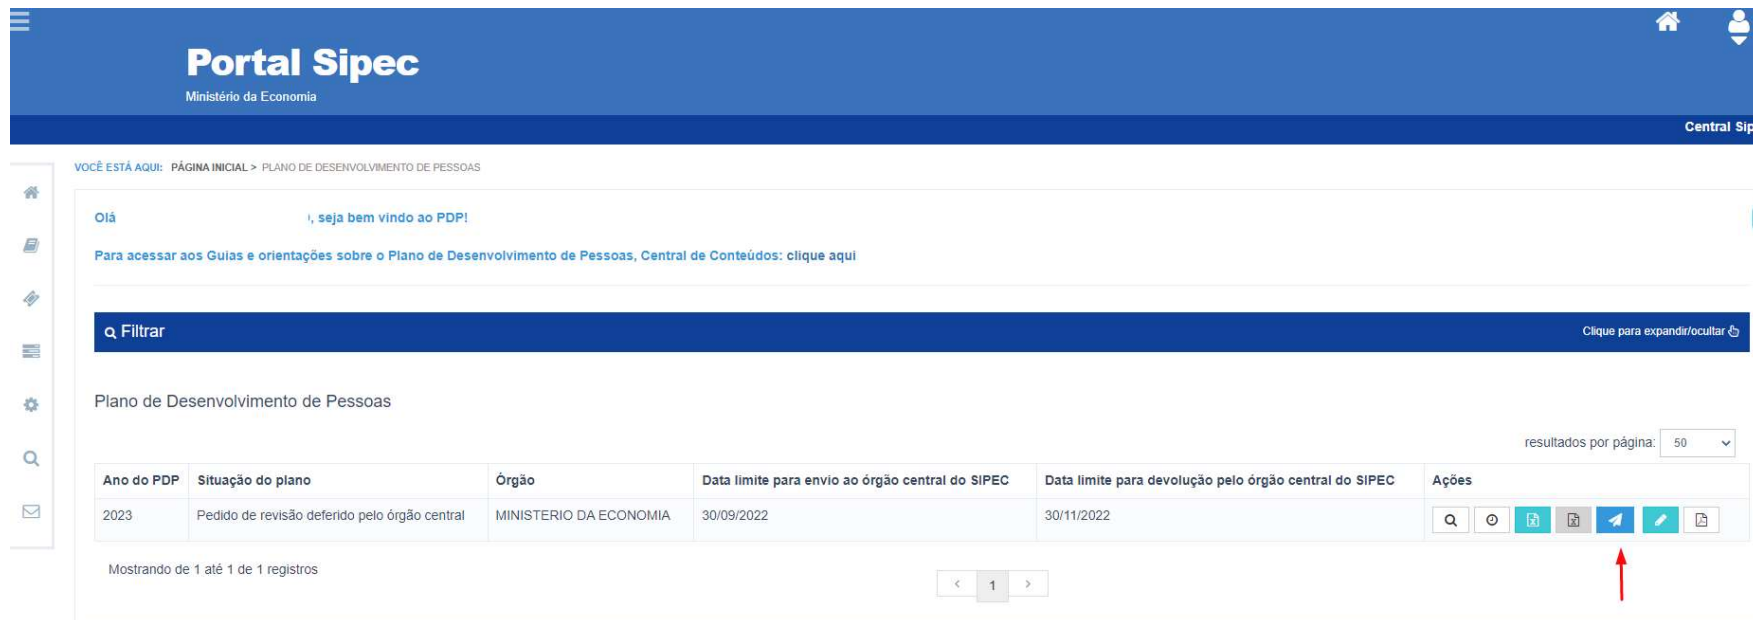 Portal Sipec
Ministério da Economia
Central Sip
VOCÊ ESTÁ AQUI: PÁGINA INICIAL > PLANO DE DESENVOLVIMENTO DE PESSOAS
Olá , seja bem vindo ao PDP!
Para acessar aos Guias e orientações sobre o Plano de Desenvolvimento de Pessoas, Central de Conteúdos: clique aqui
Filtrar Clique para expandir/ocultar
Plano de Desenvolvimento de Pessoas
resultados por página: 50
Ano do PDP Situação do plano Órgão Data limite para envio ao órgão central do SIPEC Data limite para devolução pelo órgão central do SIPEC Ações
2023 Pedido de revisão deferido pelo órgão central MINISTERIO DA ECONOMIA 30/09/2022 30/11/2022
Mostrando de 1 até 1 de 1 registros
< 1 >